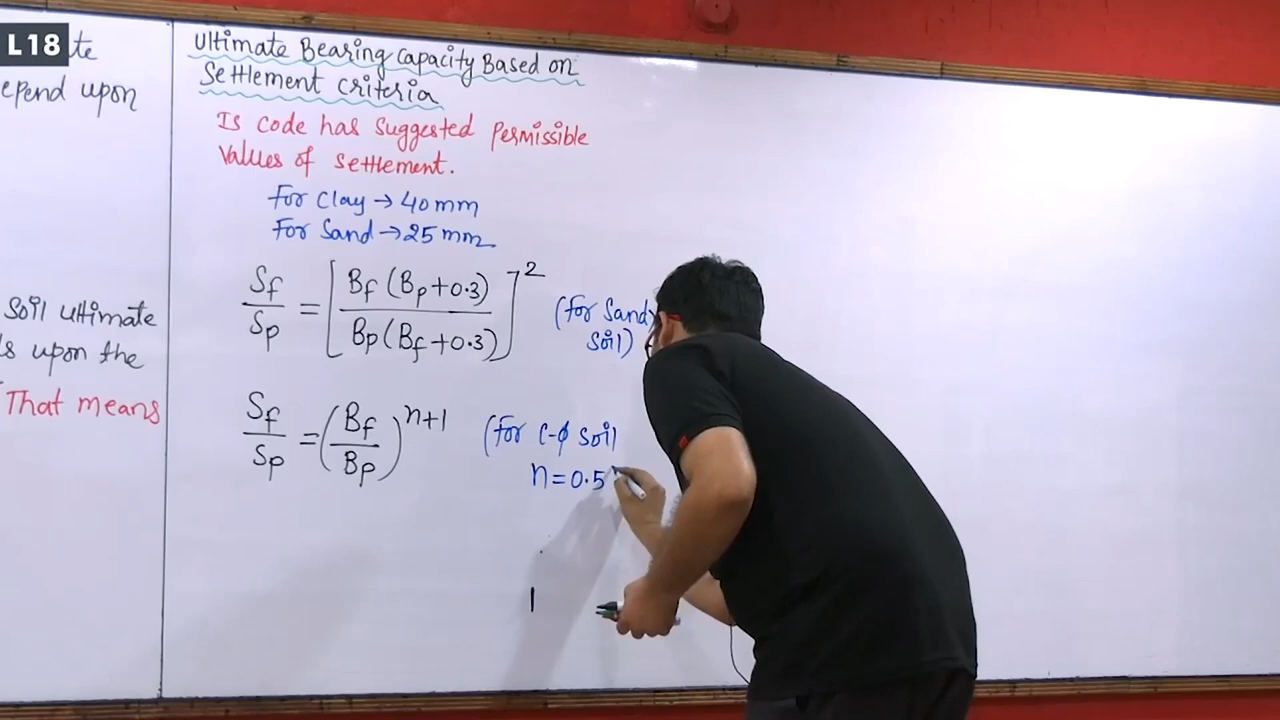 L18
te
epend upon
Soil ultimate
s upon the
That means
Ultimate Bearing Capacity Based on
Settlement Criteria
Is code has suggested Permissible
Values of settlement.
For Clay → 40 mm
For Sand → 25 mm
Sf/Sp = [Bf (Bp+0.3) / Bp (Bf+0.3)]^2 (for Sandy
Soil)
Sf/Sp = (Bf/Bp)^n+1 (for C-ϕ Soil
n=0.5